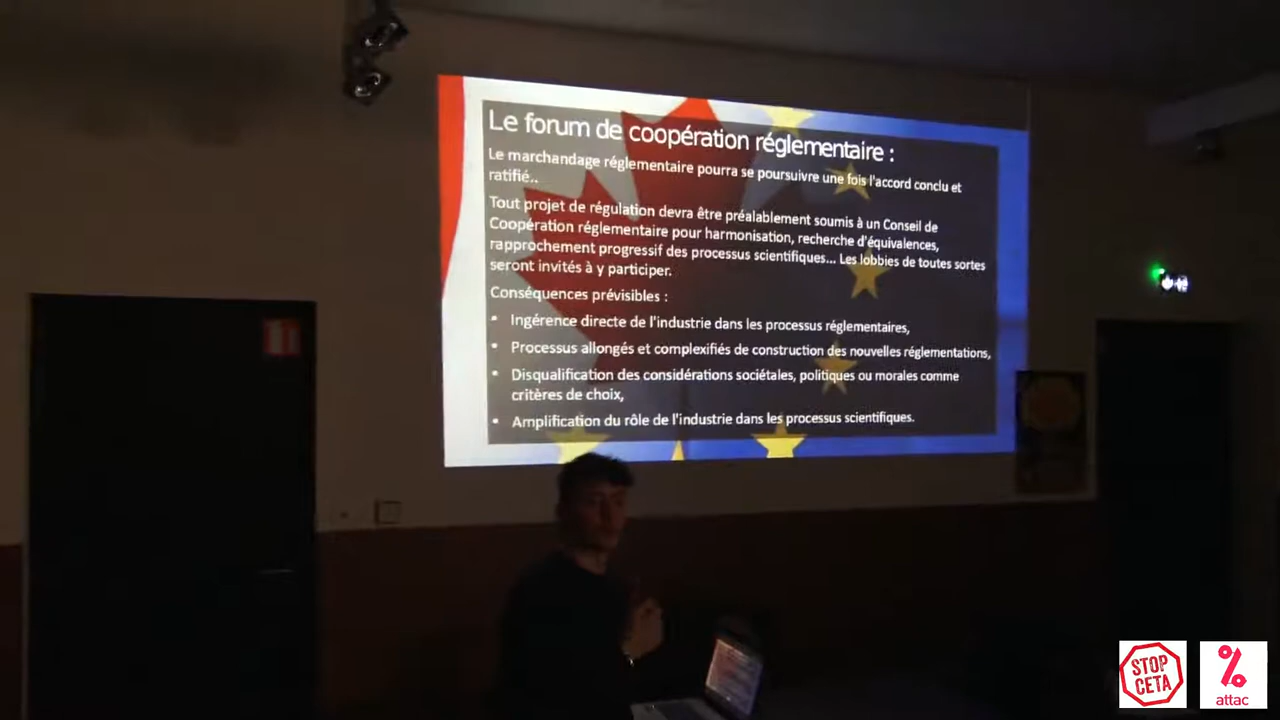 Le forum de coopération réglementaire :
Le marchandage réglementaire pourra se poursuivre une fois l'accord conclu et
ratifié..
Tout projet de régulation devra être préalablement soumis à un Conseil de
Coopération réglementaire pour harmonisation, recherche d'équivalences,
rapprochement progressif des processus scientifiques... Les lobbies de toutes sortes
seront invités à y participer.
Conséquences prévisibles :
▪ Ingérence directe de l'industrie dans les processus réglementaires,
▪ Processus allongés et complexifiés de construction des nouvelles réglementations,
▪ Disqualification des considérations sociétales, politiques ou morales comme
critères de choix,
▪ Amplification du rôle de l'industrie dans les processus scientifiques.
STOP
CETA
%
attac